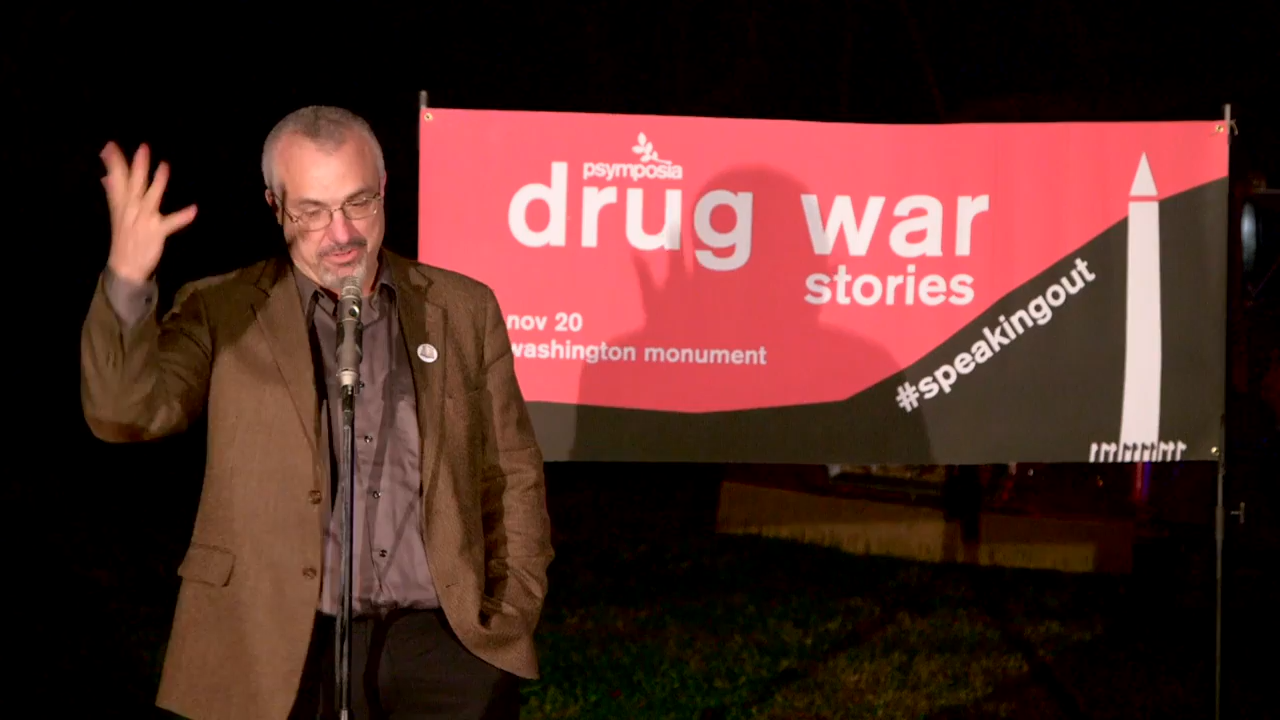 psymposia
drug war
stories
nov 20
washington monument
#speakingout